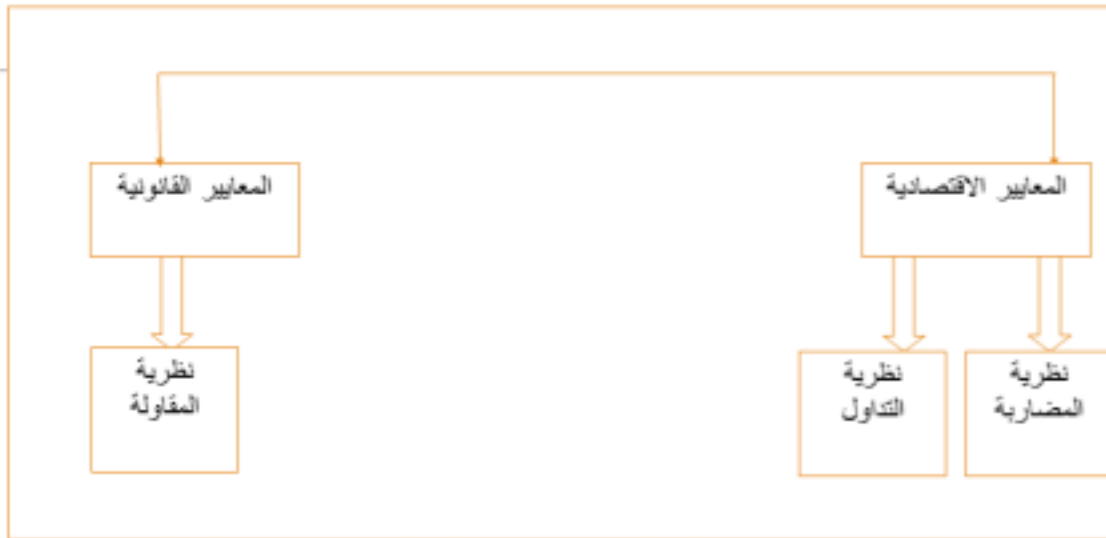 المعايير الاقتصادية
المعايير القانونية
نظرية
المضاربة
نظرية
التداول
نظرية
المقاولة